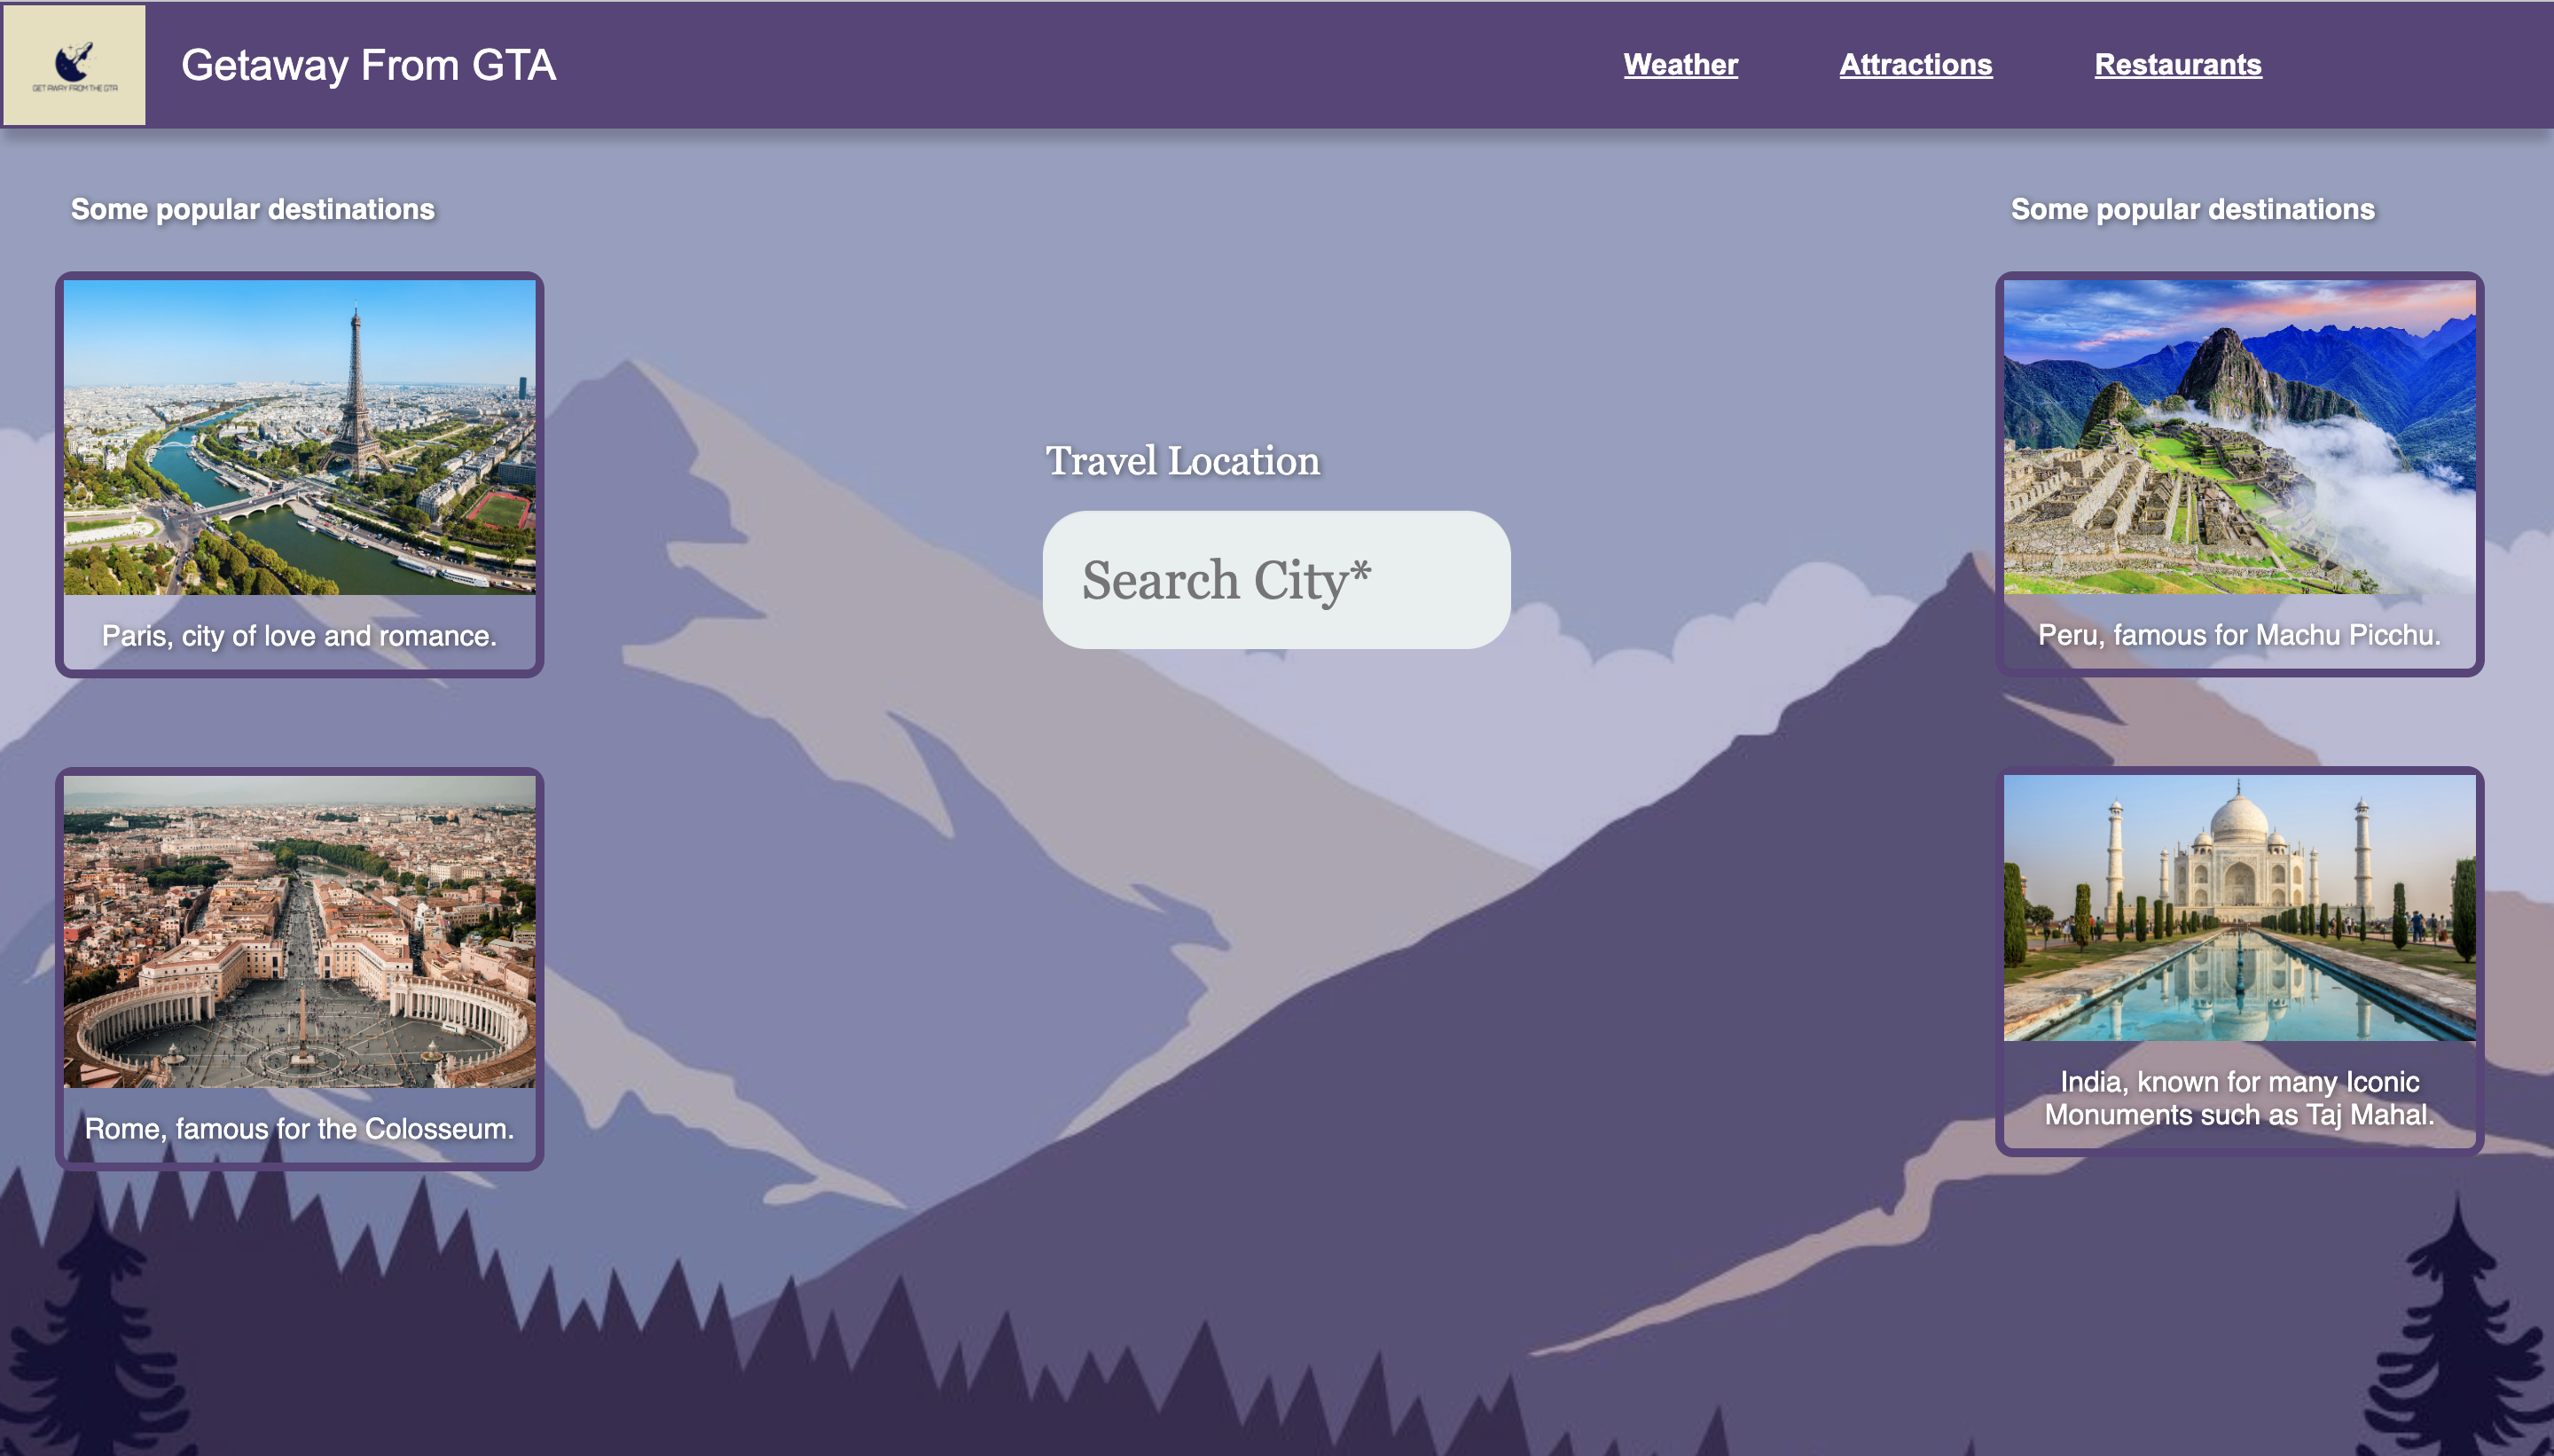 GET AWAY FROM THE GTA
Getaway From GTA
Weather
Attractions
Restaurants
Some popular destinations
Paris, city of love and romance.
Rome, famous for the Colosseum.
Travel Location
Search City*
Some popular destinations
Peru, famous for Machu Picchu.
India, known for many Iconic
Monuments such as Taj Mahal.